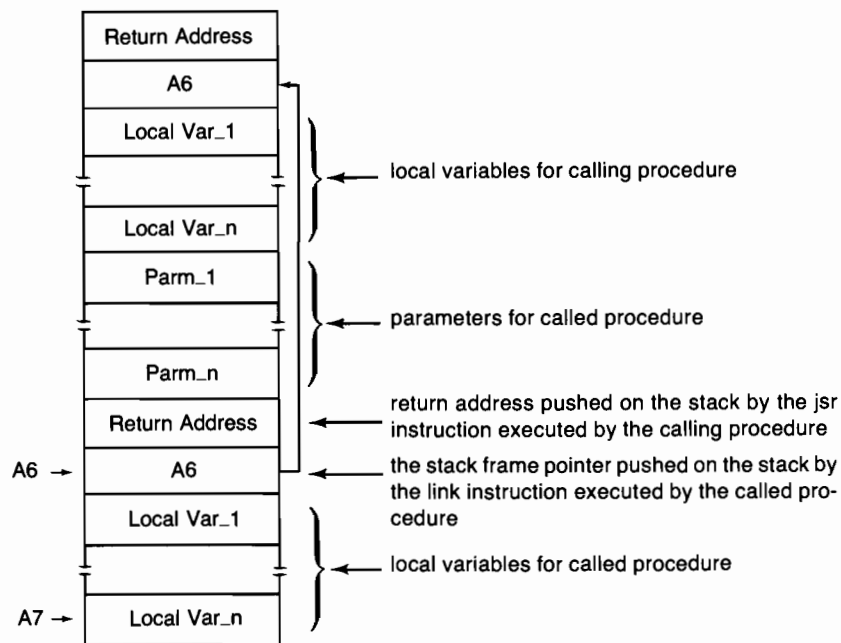 Return Address
A6
Local Var_1
local variables for calling procedure
Local Var_n
Parm_1
parameters for called procedure
Parm_n
return address pushed on the stack by the jsr
Return Address
instruction executed by the calling procedure
A6 A6
the stack frame pointer pushed on the stack by
the link instruction executed by the called pro-
cedure
Local Var_1
local variables for called procedure
A7 Local Var_n